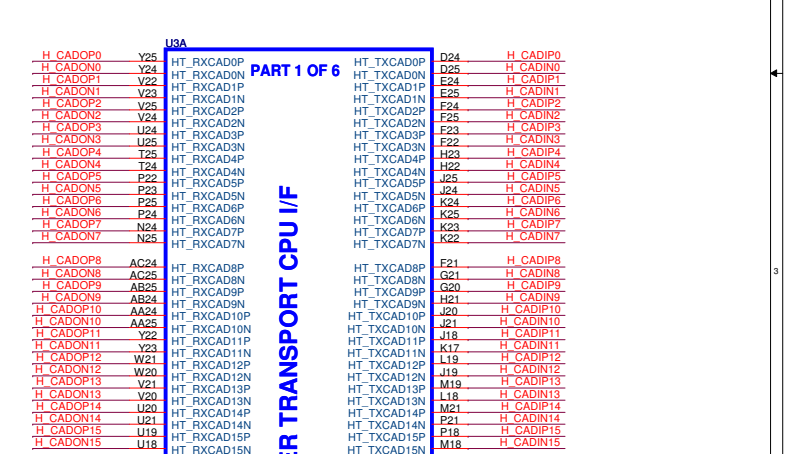 U3A
H_CADOP0 Y25 HT_RXCAD0P PART 1 OF 6 HT_TXCAD0P D24 H_CADIP0
H_CADON0 Y24 HT_RXCAD0N HT_TXCAD0N D25 H_CADIN0
H_CADOP1 V22 HT_RXCAD1P HT_TXCAD1P E24 H_CADIP1
H_CADON1 V23 HT_RXCAD1N HT_TXCAD1N E25 H_CADIN1
H_CADOP2 V25 HT_RXCAD2P HT_TXCAD2P F24 H_CADIP2
H_CADON2 V24 HT_RXCAD2N HT_TXCAD2N F25 H_CADIN2
H_CADOP3 U24 HT_RXCAD3P HT_TXCAD3P F23 H_CADIP3
H_CADON3 U25 HT_RXCAD3N HT_TXCAD3N F22 H_CADIN3
H_CADOP4 T25 HT_RXCAD4P HT_TXCAD4P H23 H_CADIP4
H_CADON4 T24 HT_RXCAD4N HT_TXCAD4N H22 H_CADIN4
H_CADOP5 P22 HT_RXCAD5P HT_TXCAD5P J25 H_CADIP5
H_CADON5 P23 HT_RXCAD5N HT_TXCAD5N J24 H_CADIN5
H_CADOP6 P25 HT_RXCAD6P HT_TXCAD6P K24 H_CADIP6
H_CADON6 P24 HT_RXCAD6N HT_TXCAD6N K25 H_CADIN6
H_CADOP7 N24 HT_RXCAD7P HT_TXCAD7P K23 H_CADIP7
H_CADON7 N25 HT_RXCAD7N HT_TXCAD7N K22 H_CADIN7
H_CADOP8 AC24 HT_RXCAD8P HT_TXCAD8P F21 H_CADIP8
H_CADON8 AC25 HT_RXCAD8N HT_TXCAD8N G21 H_CADIN8
H_CADOP9 AB25 HT_RXCAD9P HT_TXCAD9P G20 H_CADIP9
H_CADON9 AB24 HT_RXCAD9N HT_TXCAD9N H21 H_CADIN9
H_CADOP10 AA24 HT_RXCAD10P HT_TXCAD10P J20 H_CADIP10
H_CADON10 AA25 HT_RXCAD10N HT_TXCAD10N J21 H_CADIN10
H_CADOP11 Y22 HT_RXCAD11P HT_TXCAD11P J18 H_CADIP11
H_CADON11 Y23 HT_RXCAD11N HT_TXCAD11N K17 H_CADIN11
H_CADOP12 W21 HT_RXCAD12P HT_TXCAD12P L19 H_CADIP12
H_CADON12 W20 HT_RXCAD12N HT_TXCAD12N J19 H_CADIN12
H_CADOP13 V21 HT_RXCAD13P HT_TXCAD13P M19 H_CADIP13
H_CADON13 V20 HT_RXCAD13N HT_TXCAD13N L18 H_CADIN13
H_CADOP14 U20 HT_RXCAD14P HT_TXCAD14P M21 H_CADIP14
H_CADON14 U21 HT_RXCAD14N HT_TXCAD14N P21 H_CADIN14
H_CADOP15 U19 HT_RXCAD15P HT_TXCAD15P P18 H_CADIP15
H_CADON15 U18 HT_RXCAD15N HT_TXCAD15N M18 H_CADIN15
ER TRANSPORT CPU I/F
3